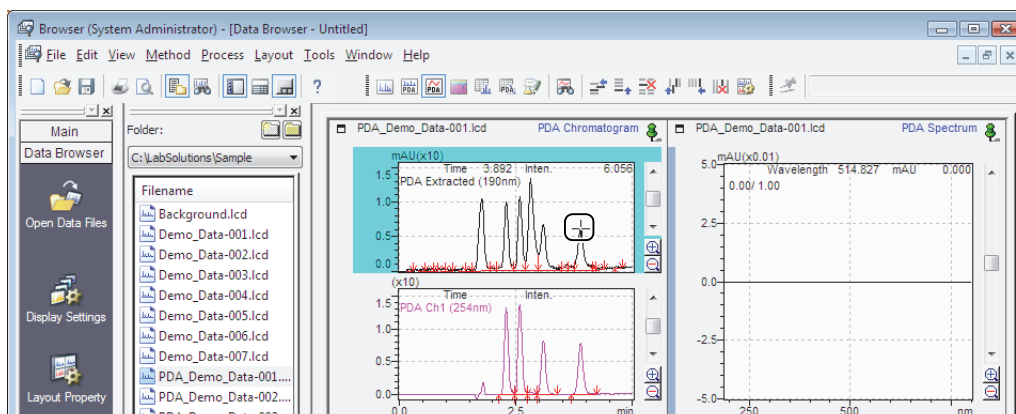 Browser (System Administrator) - [Data Browser - Untitled]
File Edit View Method Process Layout Tools Window Help
Main
Data Browser
Open Data Files
Display Settings
Layout Property
Folder:
C:\LabSolutions\Sample
Filename
Background.lcd
Demo_Data-001.lcd
Demo_Data-002.lcd
Demo_Data-003.lcd
Demo_Data-004.lcd
Demo_Data-005.lcd
Demo_Data-006.lcd
Demo_Data-007.lcd
PDA_Demo_Data-001....
PDA_Demo_Data-002....
PDA_Demo_Data-001.lcd PDA Chromatogram
mAU(x10)
Time 3.892 Inten. 6.056
PDA Extracted (190nm)
1.5
1.0
0.5
0.0
(x10)
Time Inten.
PDA Ch1 (254nm)
1.5
1.0
0.5
0.0
0.0 2.5 min
PDA_Demo_Data-001.lcd PDA Spectrum
mAU(x0.01)
Wavelength 514.827 mAU 0.000
0.00/ 1.00
5.0
2.5
0.0
-2.5
-5.0
250 500 nm